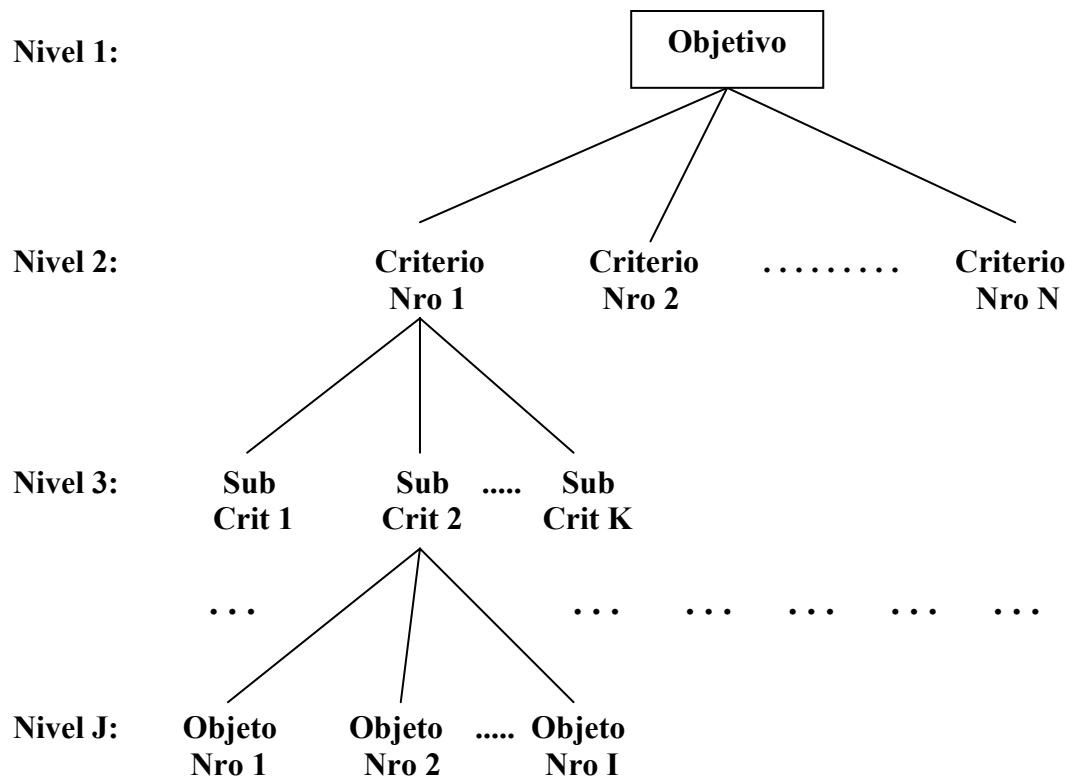 Nivel 1:
Objetivo
Nivel 2:
Criterio Criterio ......... Criterio
Nro 1 Nro 2 Nro N
Nivel 3:
Sub Sub ..... Sub
Crit 1 Crit 2 Crit K
... ... ... ... ... ...
Nivel J:
Objeto Objeto ..... Objeto
Nro 1 Nro 2 Nro I